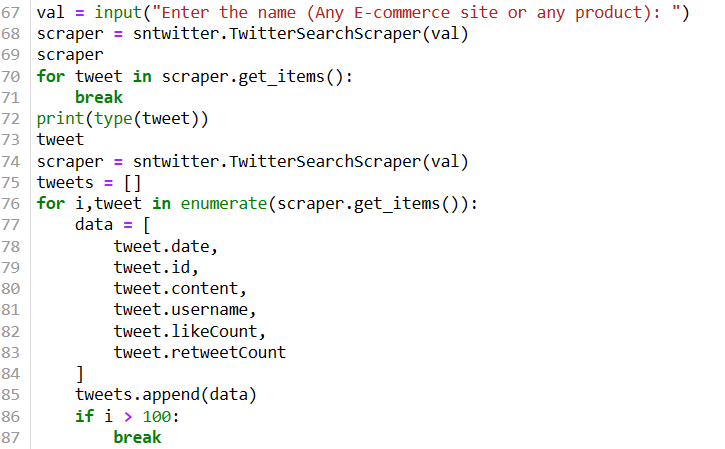 67 val = input("Enter the name (Any E-commerce site or any product): ")
68 scraper = sntwitter.TwitterSearchScraper(val)
69 scraper
70 for tweet in scraper.get_items():
71     break
72 print(type(tweet))
73 tweet
74 scraper = sntwitter.TwitterSearchScraper(val)
75 tweets = []
76 for i,tweet in enumerate(scraper.get_items()):
77     data = [
78         tweet.date,
79         tweet.id,
80         tweet.content,
81         tweet.username,
82         tweet.likeCount,
83         tweet.retweetCount
84     ]
85     tweets.append(data)
86     if i > 100:
87         break